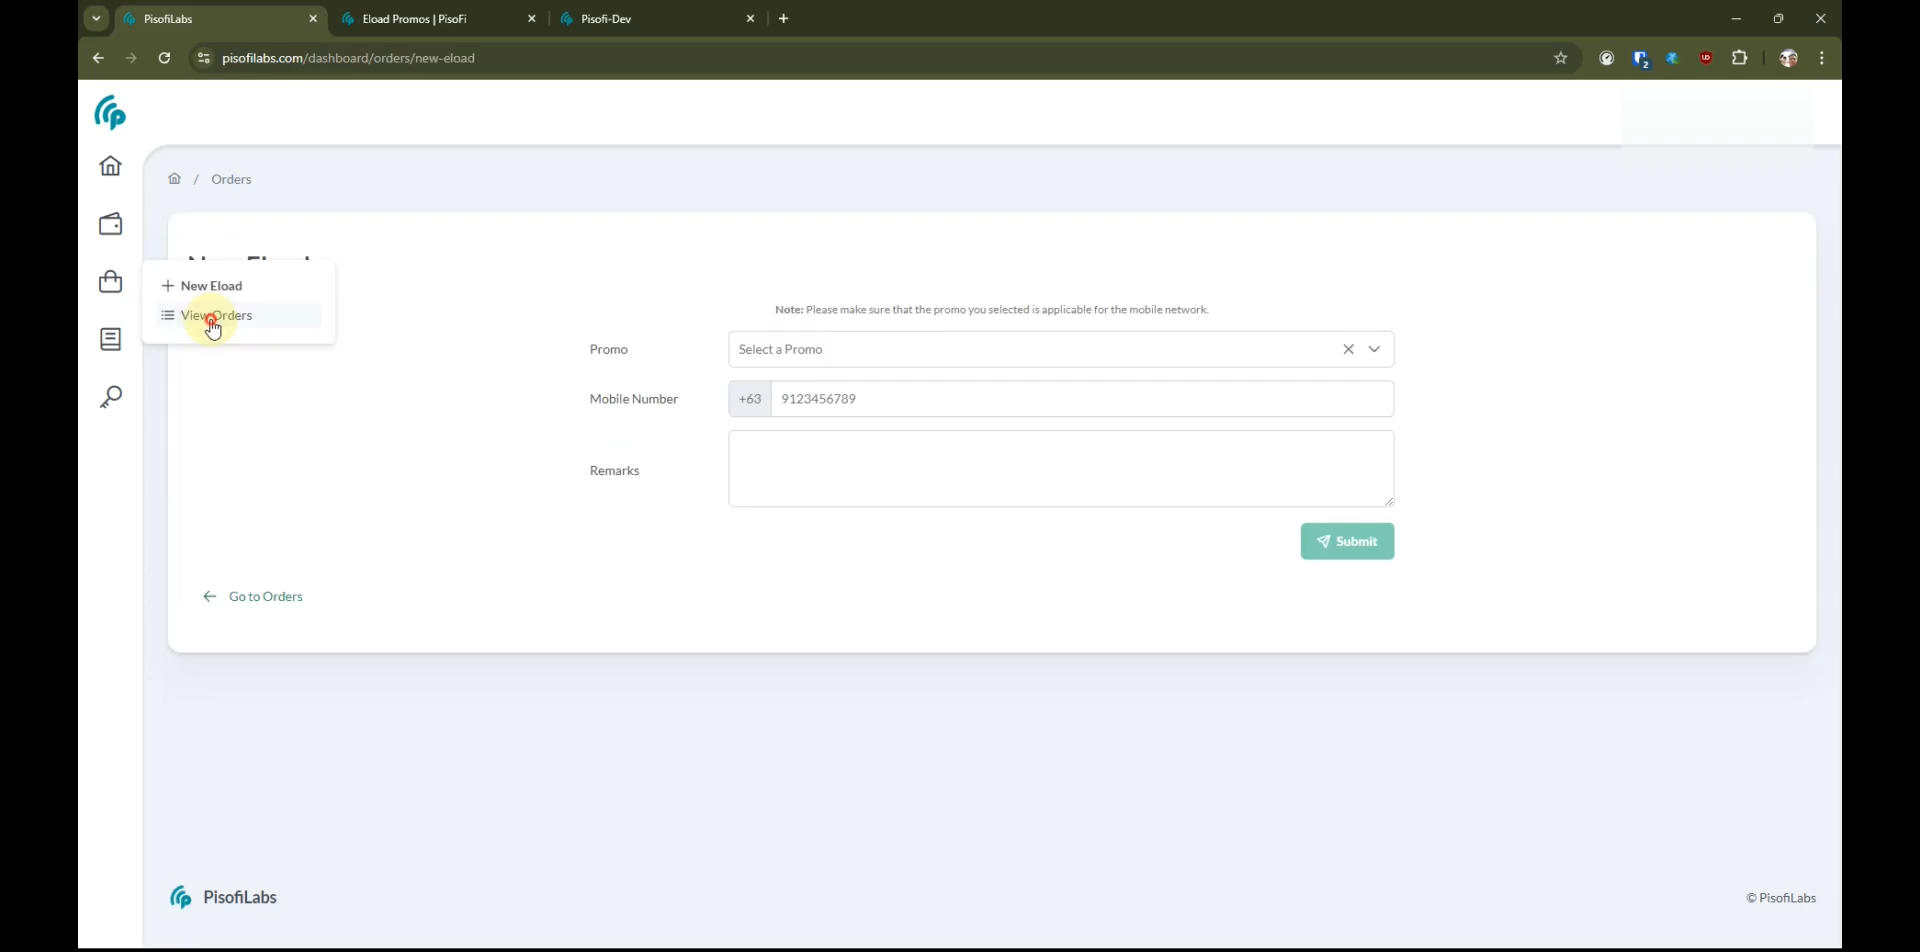 PisofiLabs
Eload Promos | PisoFi
Pisofi-Dev
pisofilabs.com/dashboard/orders/new-eload
2
/ Orders
New Eload
New Eload
View Orders
Note: Please make sure that the promo you selected is applicable for the mobile network.
Promo
Select a Promo
Mobile Number
+63
9123456789
Remarks
Submit
Go to Orders
PisofiLabs
© PisofiLabs